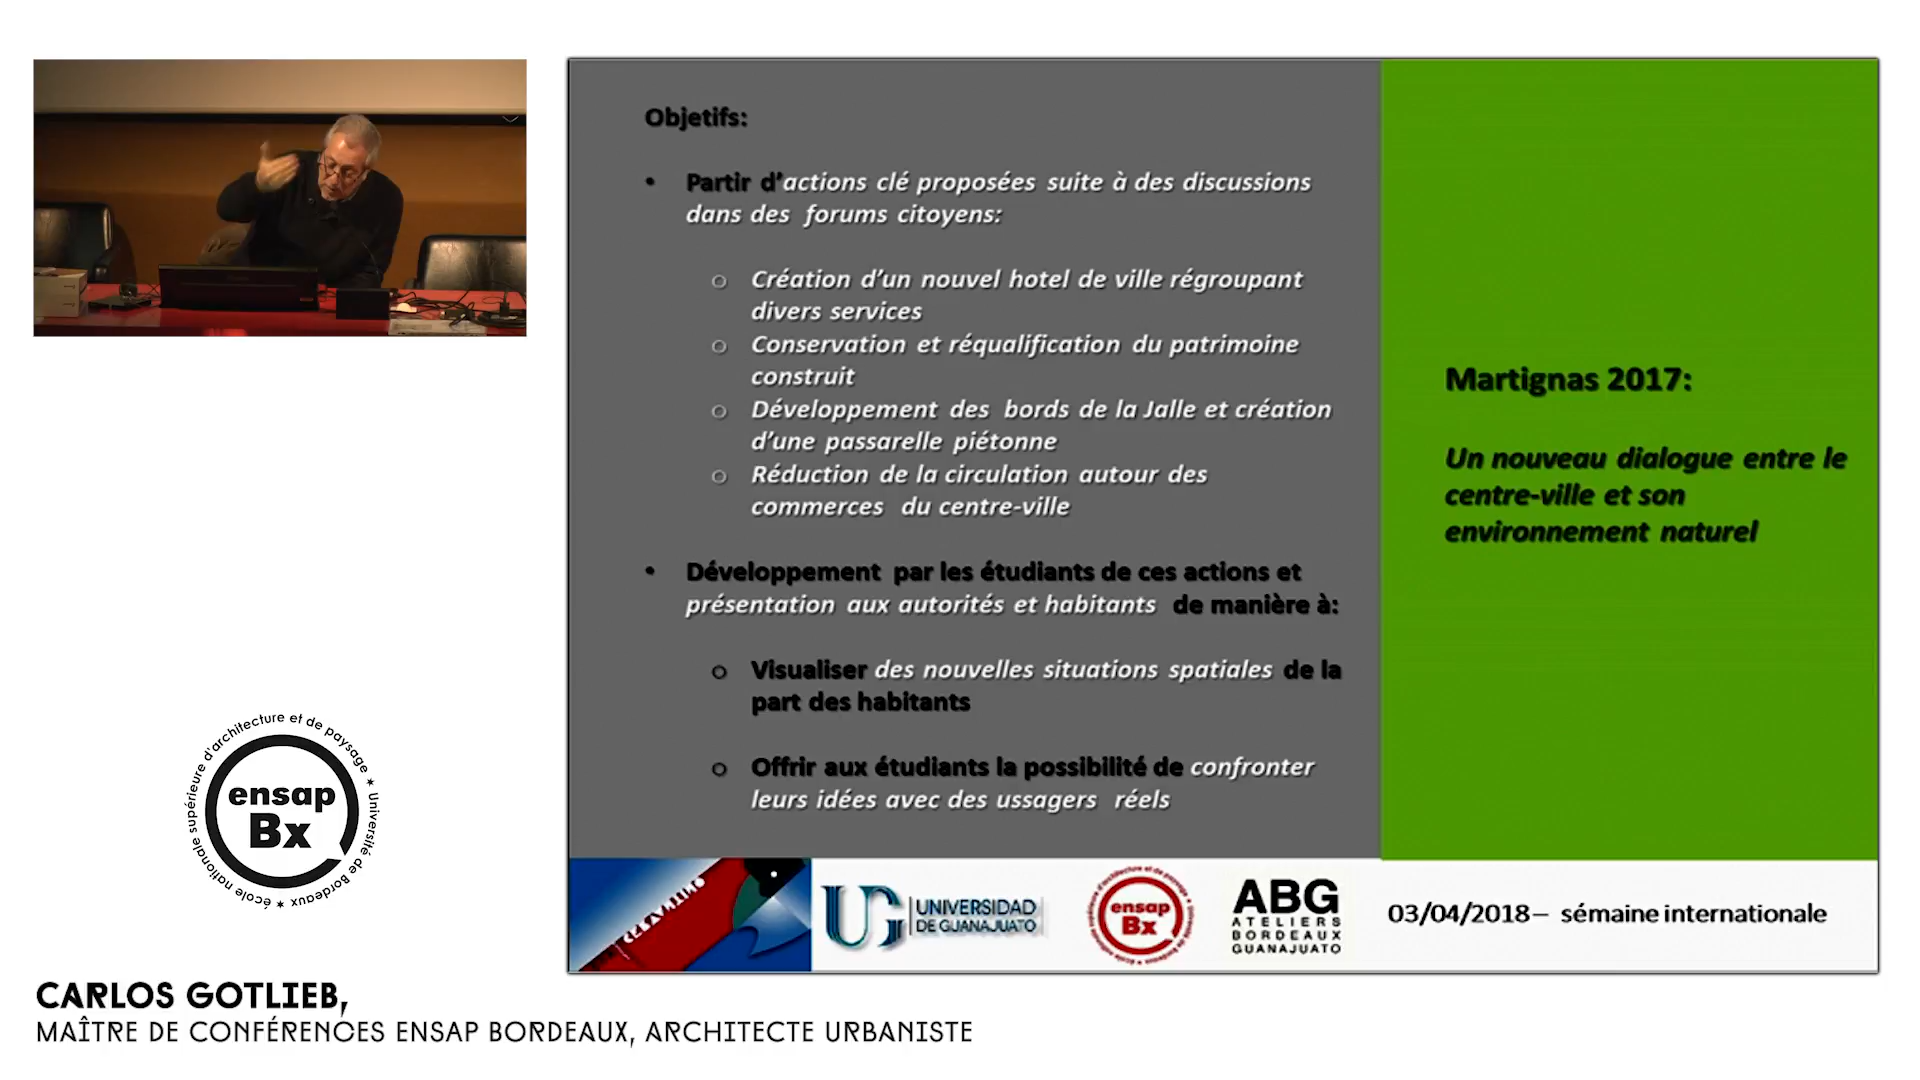 Objetifs:
• Partir d'actions clé proposées suite à des discussions
dans des forums citoyens:
o Création d'un nouvel hotel de ville régroupant
divers services
o Conservation et réqualification du patrimoine
construit
o Développement des bords de la Jalle et création
d'une passarelle piétonne
o Réduction de la circulation autour des
commerces du centre-ville
• Développement par les étudiants de ces actions et
présentation aux autorités et habitants de manière à:
o Visualiser des nouvelles situations spatiales de la
part des habitants
o Offrir aux étudiants la possibilité de confronter
leurs idées avec des ussagers réels
Martignas 2017:
Un nouveau dialogue entre le
centre-ville et son
environnement naturel
UG UNIVERSIDAD
DE GUANAJUATO
ensap
Bx
ABG
ATELIERS
BORDEAUX
GUANAJUATO
03/04/2018– sémaine internationale
école nationale supérieure d'architecture et de paysage * Université de Bordeaux *
ensap
Bx
CARLOS GOTLIEB,
MAÎTRE DE CONFÉRENCES ENSAP BORDEAUX, ARCHITECTE URBANISTE